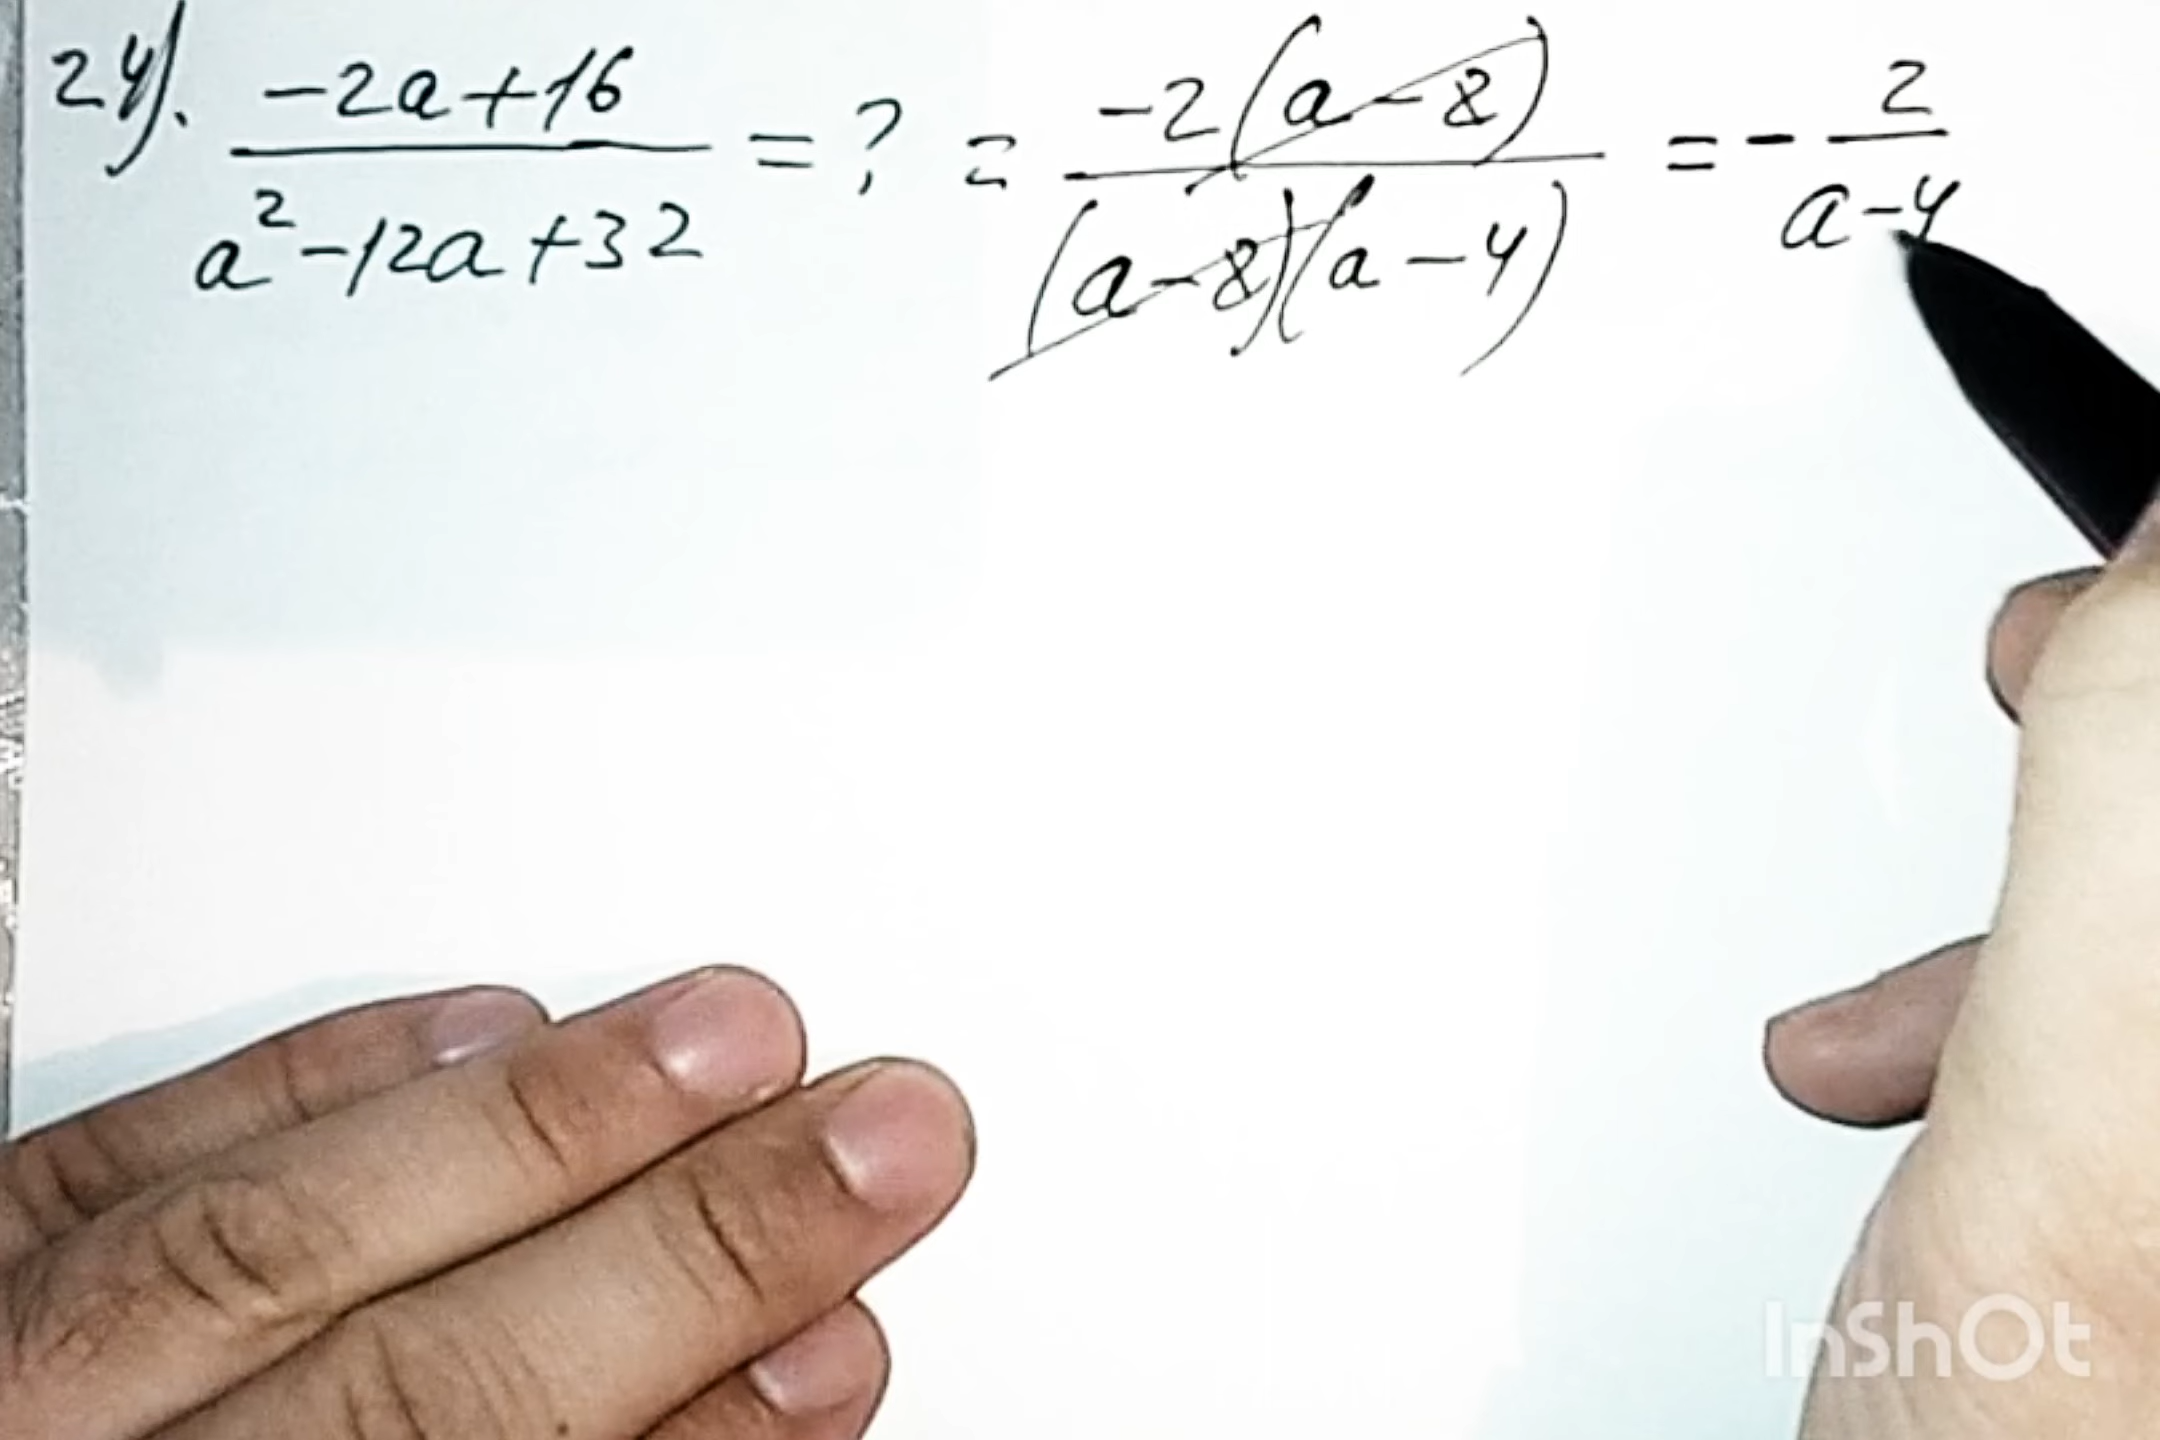 24). (-2a+16)/(a²-12a+32) = ? = (-2(a-8))/((a-8)(a-4)) = - 2/(a-4)
InShOt